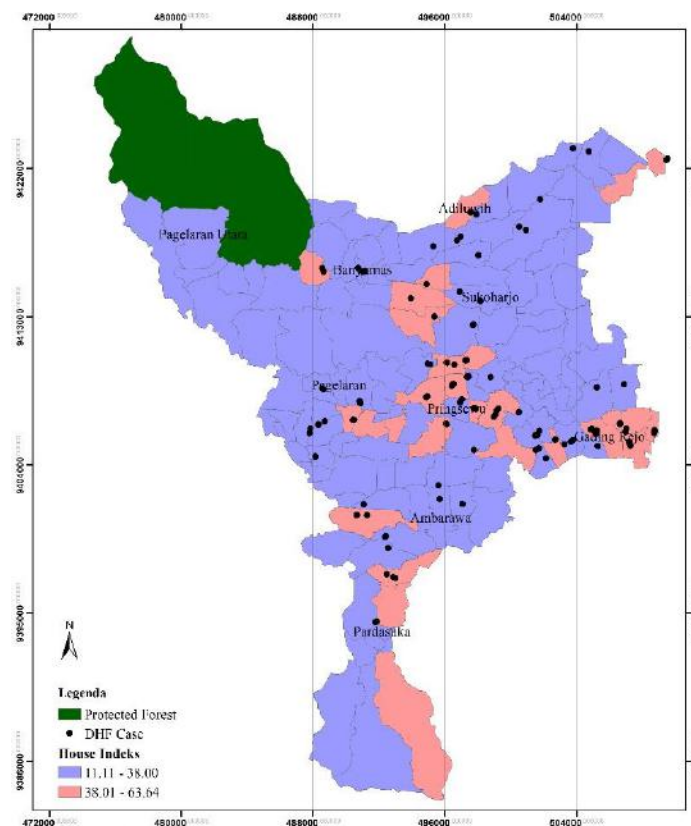 472000 480000 488000 496000 504000
9422000
Adiluwih
Pagelaran Utara
Banyumas
Sukoharjo
9413000
Pagelaran
Pringsewu
Gading Rejo
9404000
Ambarawa
9395000
N
Pardasuka
Legenda
Protected Forest
DHF Case
House Indeks
11.11 - 38.00
38.01 - 63.64
9386000
472000 480000 488000 496000 504000